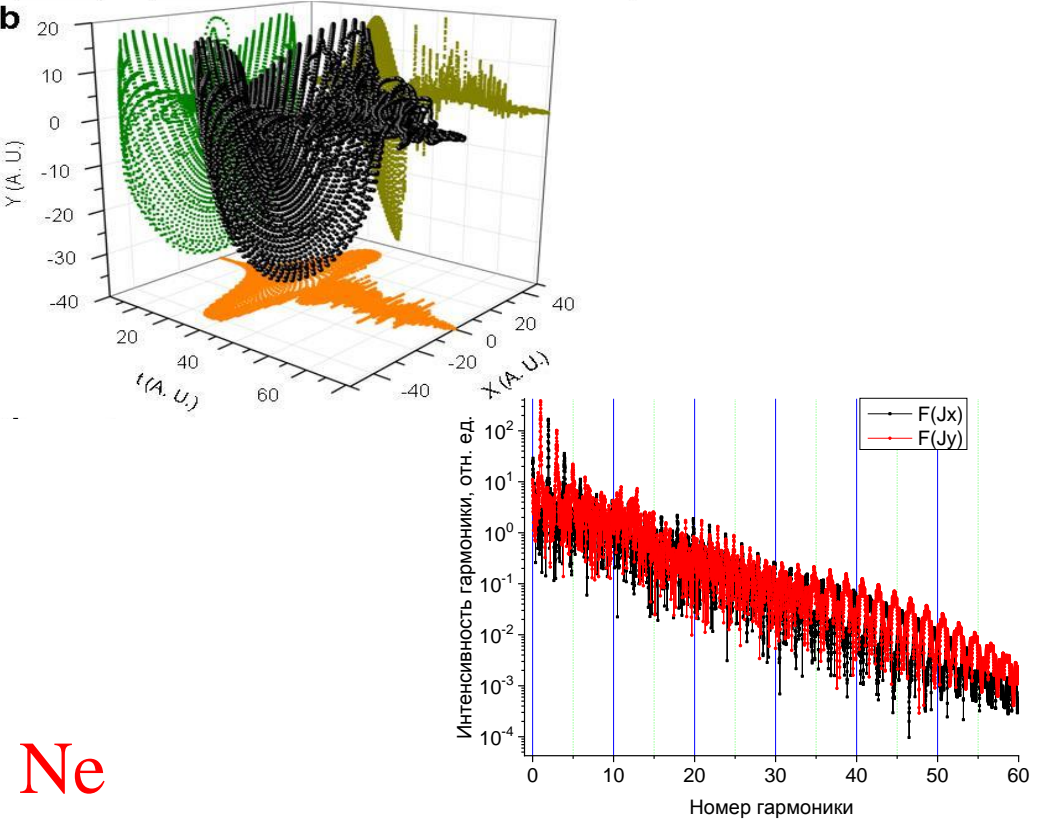 b
20
10
0
-10
-20
-30
-40
Y (A. U.)
20
40
60
t (A. U.)
-40
-20
0
20
40
X (A. U.)
-
F(Jx)
F(Jy)
Интенсивность гармоники, отн. ед.
10²
10¹
10⁰
10⁻¹
10⁻²
10⁻³
10⁻⁴
0 10 20 30 40 50 60
Номер гармоники
Ne